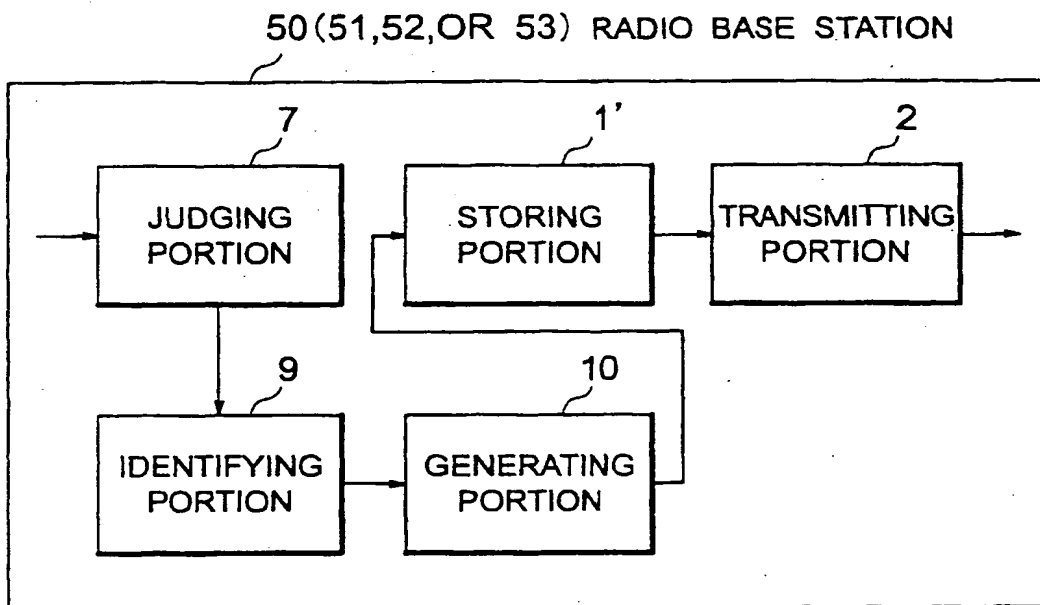 50(51,52,OR 53) RADIO BASE STATION
7
JUDGING
PORTION
1'
STORING
PORTION
2
TRANSMITTING
PORTION
9
IDENTIFYING
PORTION
10
GENERATING
PORTION